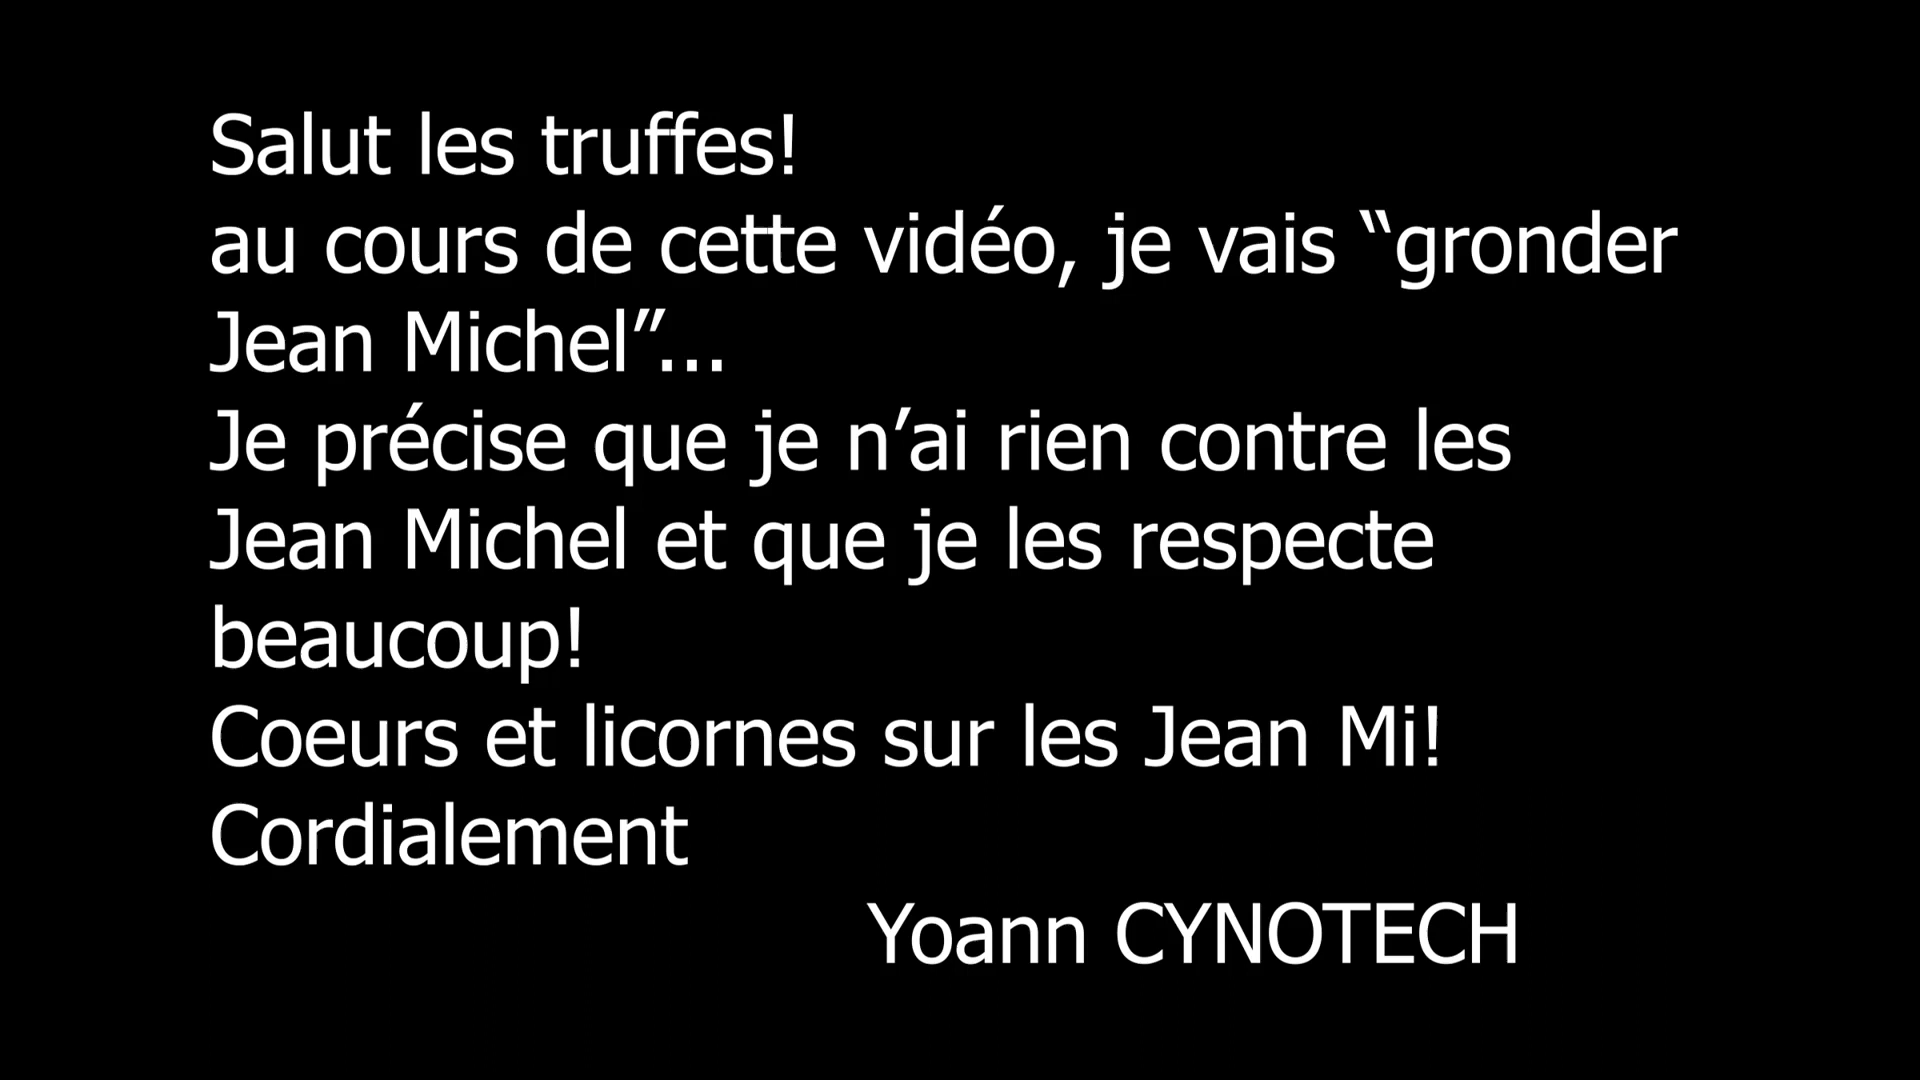 Salut les truffes!
au cours de cette vidéo, je vais “gronder
Jean Michel”...
Je précise que je n’ai rien contre les
Jean Michel et que je les respecte
beaucoup!
Coeurs et licornes sur les Jean Mi!
Cordialement
Yoann CYNOTECH